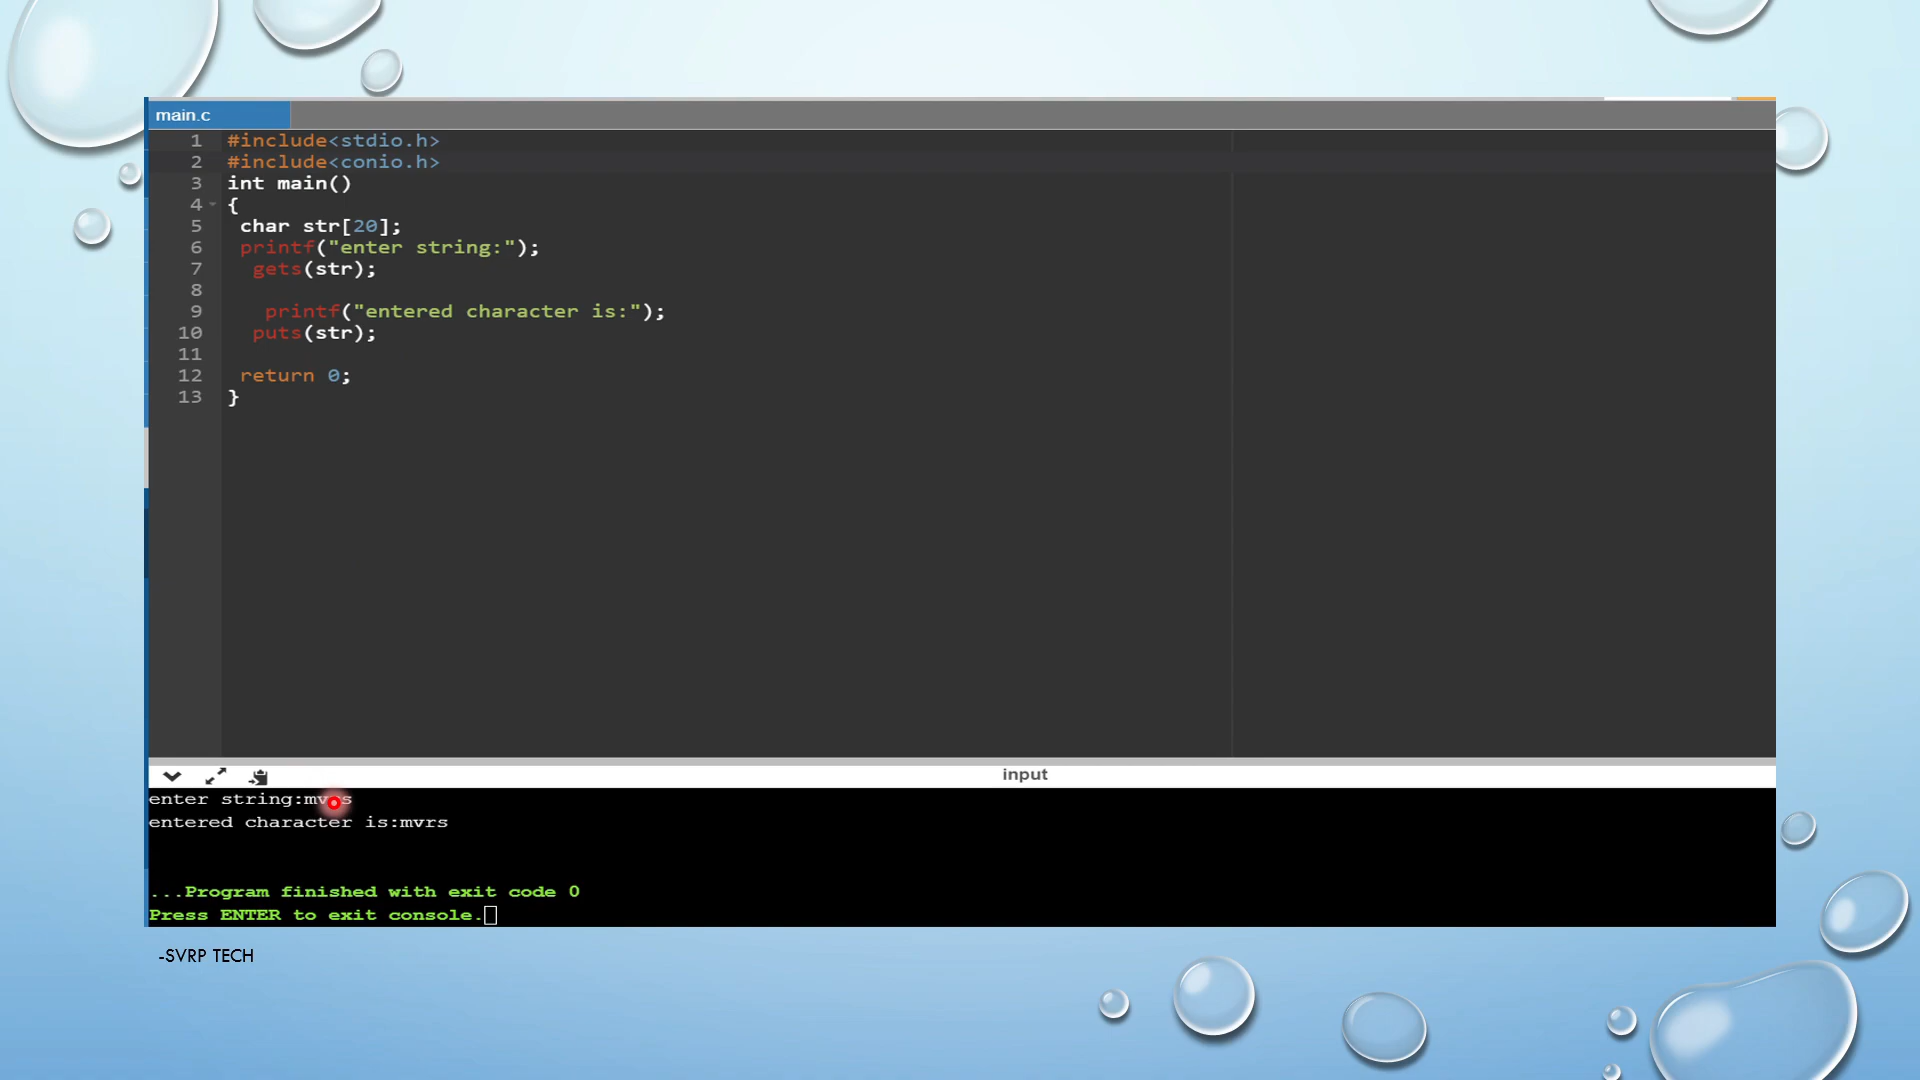 main.c
1 #include<stdio.h>
2 #include<conio.h>
3 int main()
4 {
5 char str[20];
6 printf("enter string:");
7 gets(str);
8
9 printf("entered character is:");
10 puts(str);
11
12 return 0;
13 }
input
enter string:mvrs
entered character is:mvrs
...Program finished with exit code 0
Press ENTER to exit console.
-SVRP TECH